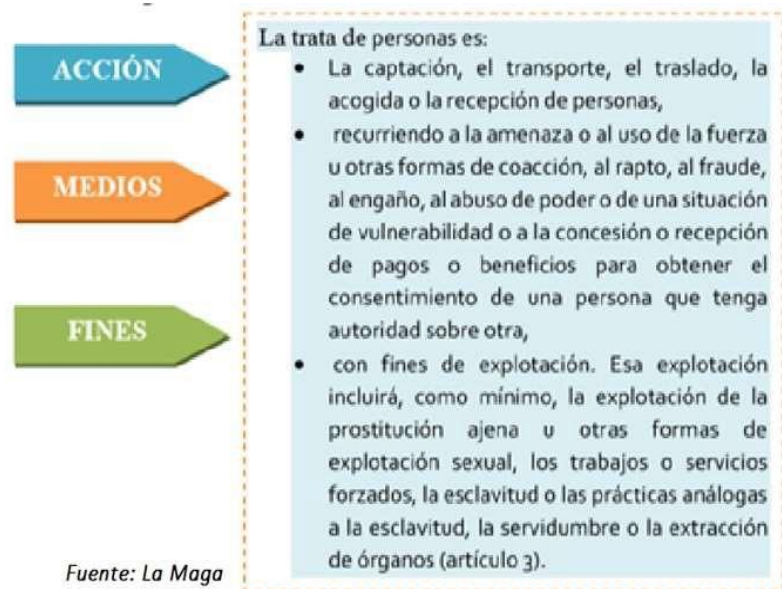 ACCIÓN
MEDIOS
FINES
Fuente: La Maga
La trata de personas es:
• La captación, el transporte, el traslado, la
acogida o la recepción de personas,
• recurriendo a la amenaza o al uso de la fuerza
u otras formas de coacción, al rapto, al fraude,
al engaño, al abuso de poder o de una situación
de vulnerabilidad o a la concesión o recepción
de pagos o beneficios para obtener el
consentimiento de una persona que tenga
autoridad sobre otra,
• con fines de explotación. Esa explotación
incluirá, como mínimo, la explotación de la
prostitución ajena u otras formas de
explotación sexual, los trabajos o servicios
forzados, la esclavitud o las prácticas análogas
a la esclavitud, la servidumbre o la extracción
de órganos (artículo 3).